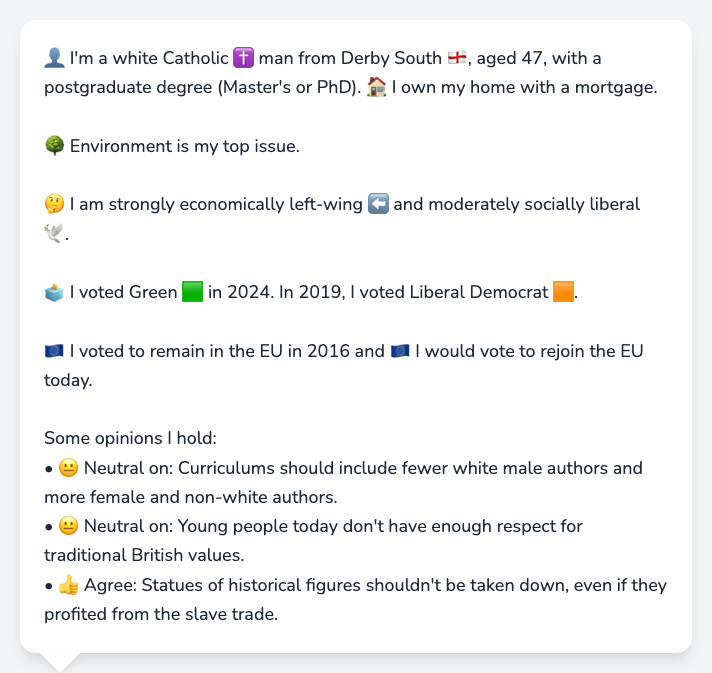 👤 I'm a white Catholic ✝️ man from Derby South 🏴󠁧󠁢󠁥󠁮󠁧󠁿, aged 47, with a
postgraduate degree (Master's or PhD). 🏠 I own my home with a mortgage.
🌳 Environment is my top issue.
🤔 I am strongly economically left-wing ⬅️ and moderately socially liberal
🕊️.
🗳️ I voted Green 🟩 in 2024. In 2019, I voted Liberal Democrat 🟧.
🇪🇺 I voted to remain in the EU in 2016 and 🇪🇺 I would vote to rejoin the EU
today.
Some opinions I hold:
• 😐 Neutral on: Curriculums should include fewer white male authors and
more female and non-white authors.
• 😐 Neutral on: Young people today don't have enough respect for
traditional British values.
• 👍 Agree: Statues of historical figures shouldn't be taken down, even if they
profited from the slave trade.